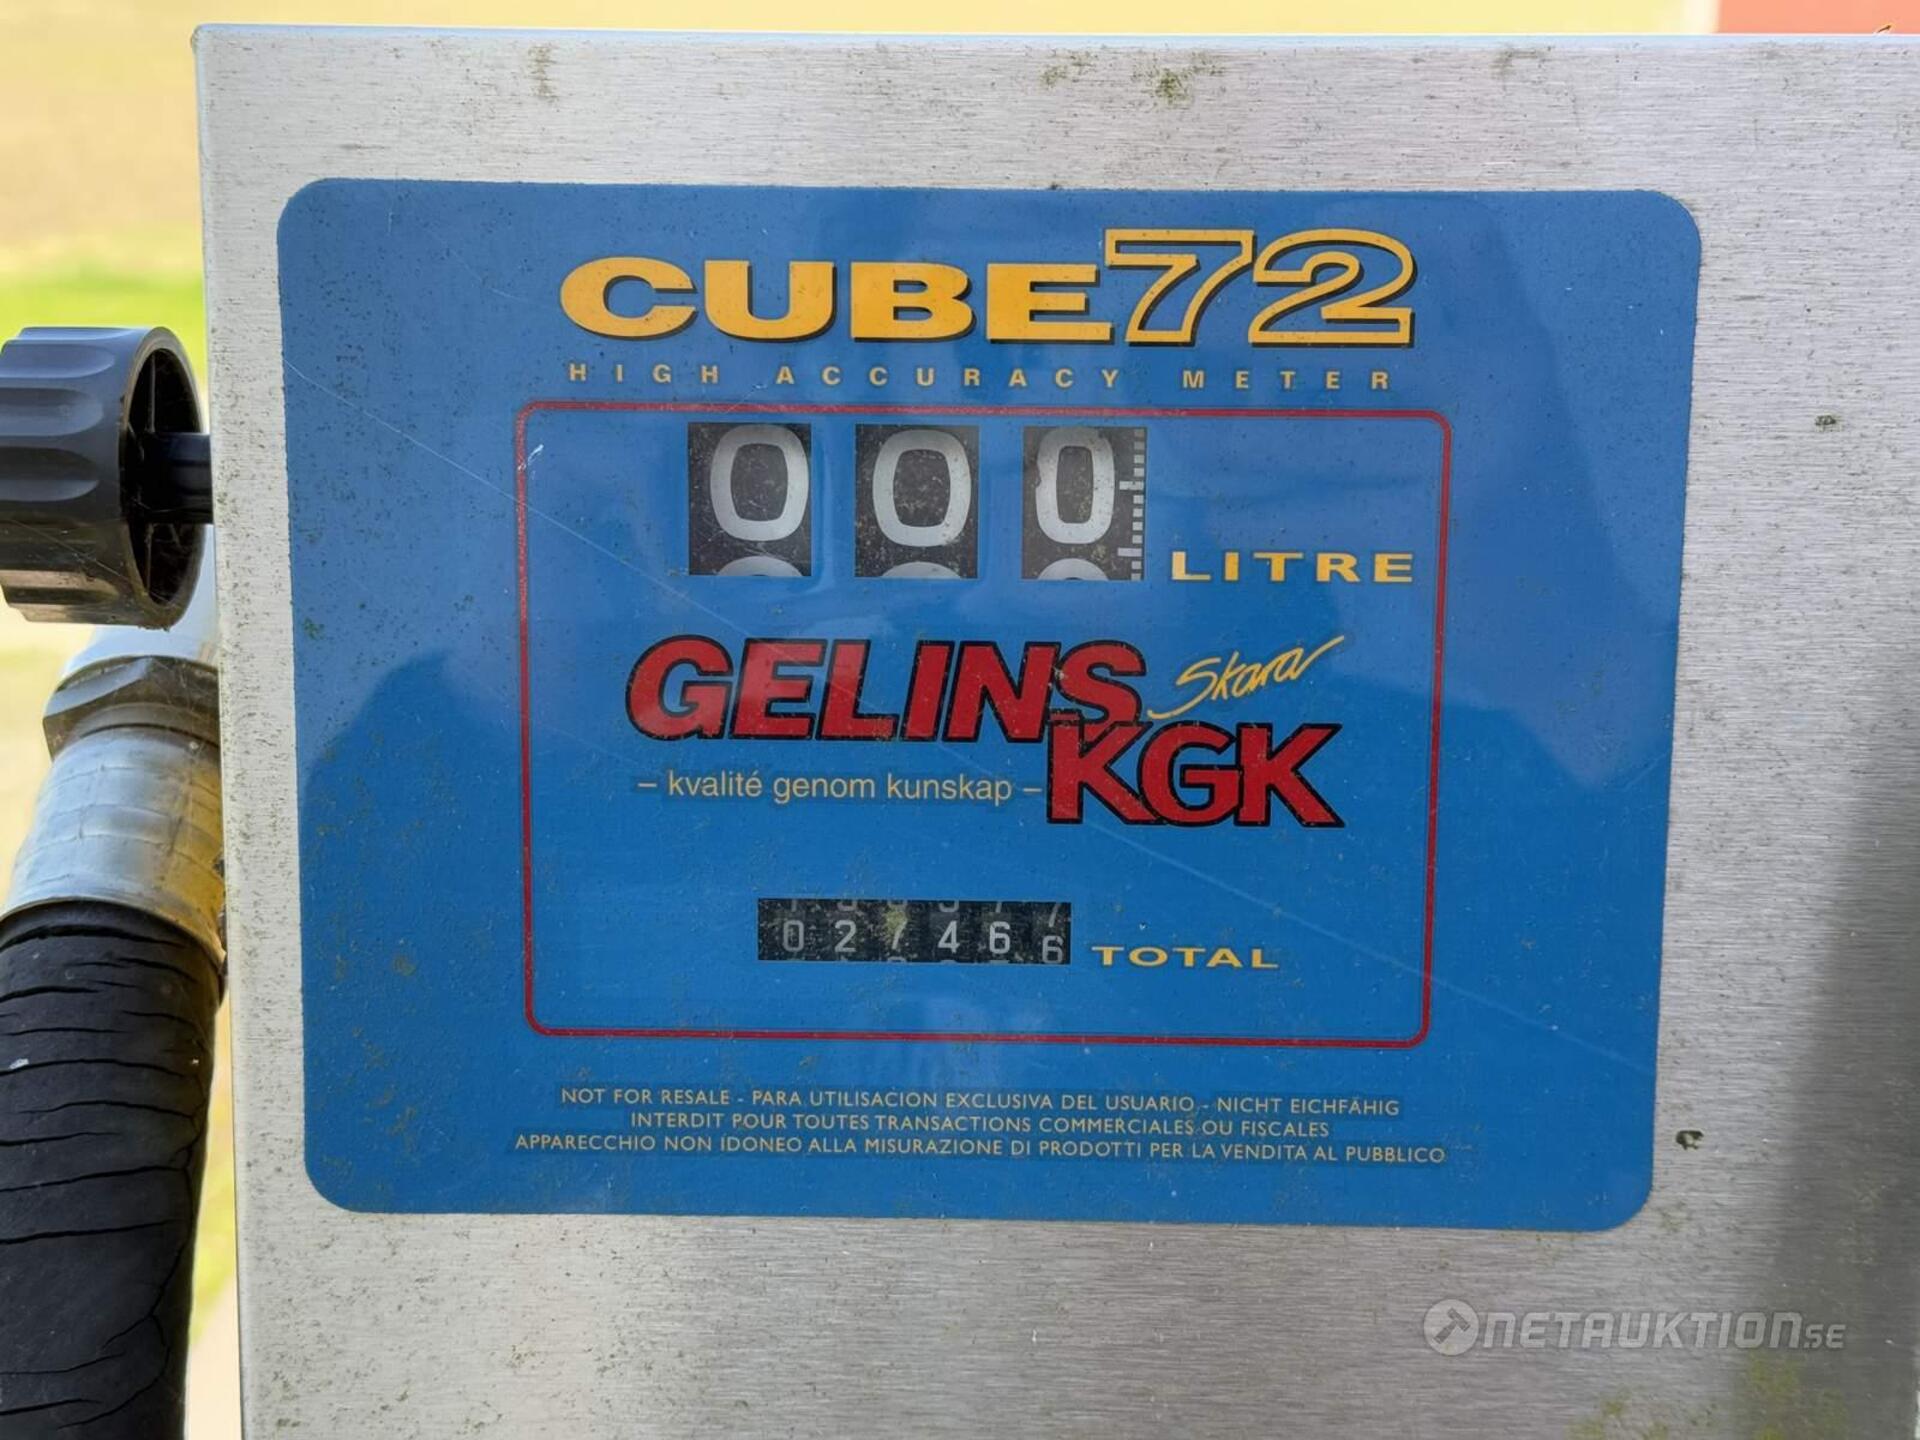 CUBE72
HIGH ACCURACY METER
000 LITRE
GELINS Skara
KGK
– kvalité genom kunskap –
027466 TOTAL
NOT FOR RESALE - PARA UTILISACION EXCLUSIVA DEL USUARIO - NICHT EICHFÄHIG
INTERDIT POUR TOUTES TRANSACTIONS COMMERCIALES OU FISCALES
APPARECCHIO NON IDONEO ALLA MISURAZIONE DI PRODOTTI PER LA VENDITA AL PUBBLICO
NETAUKTION.SE